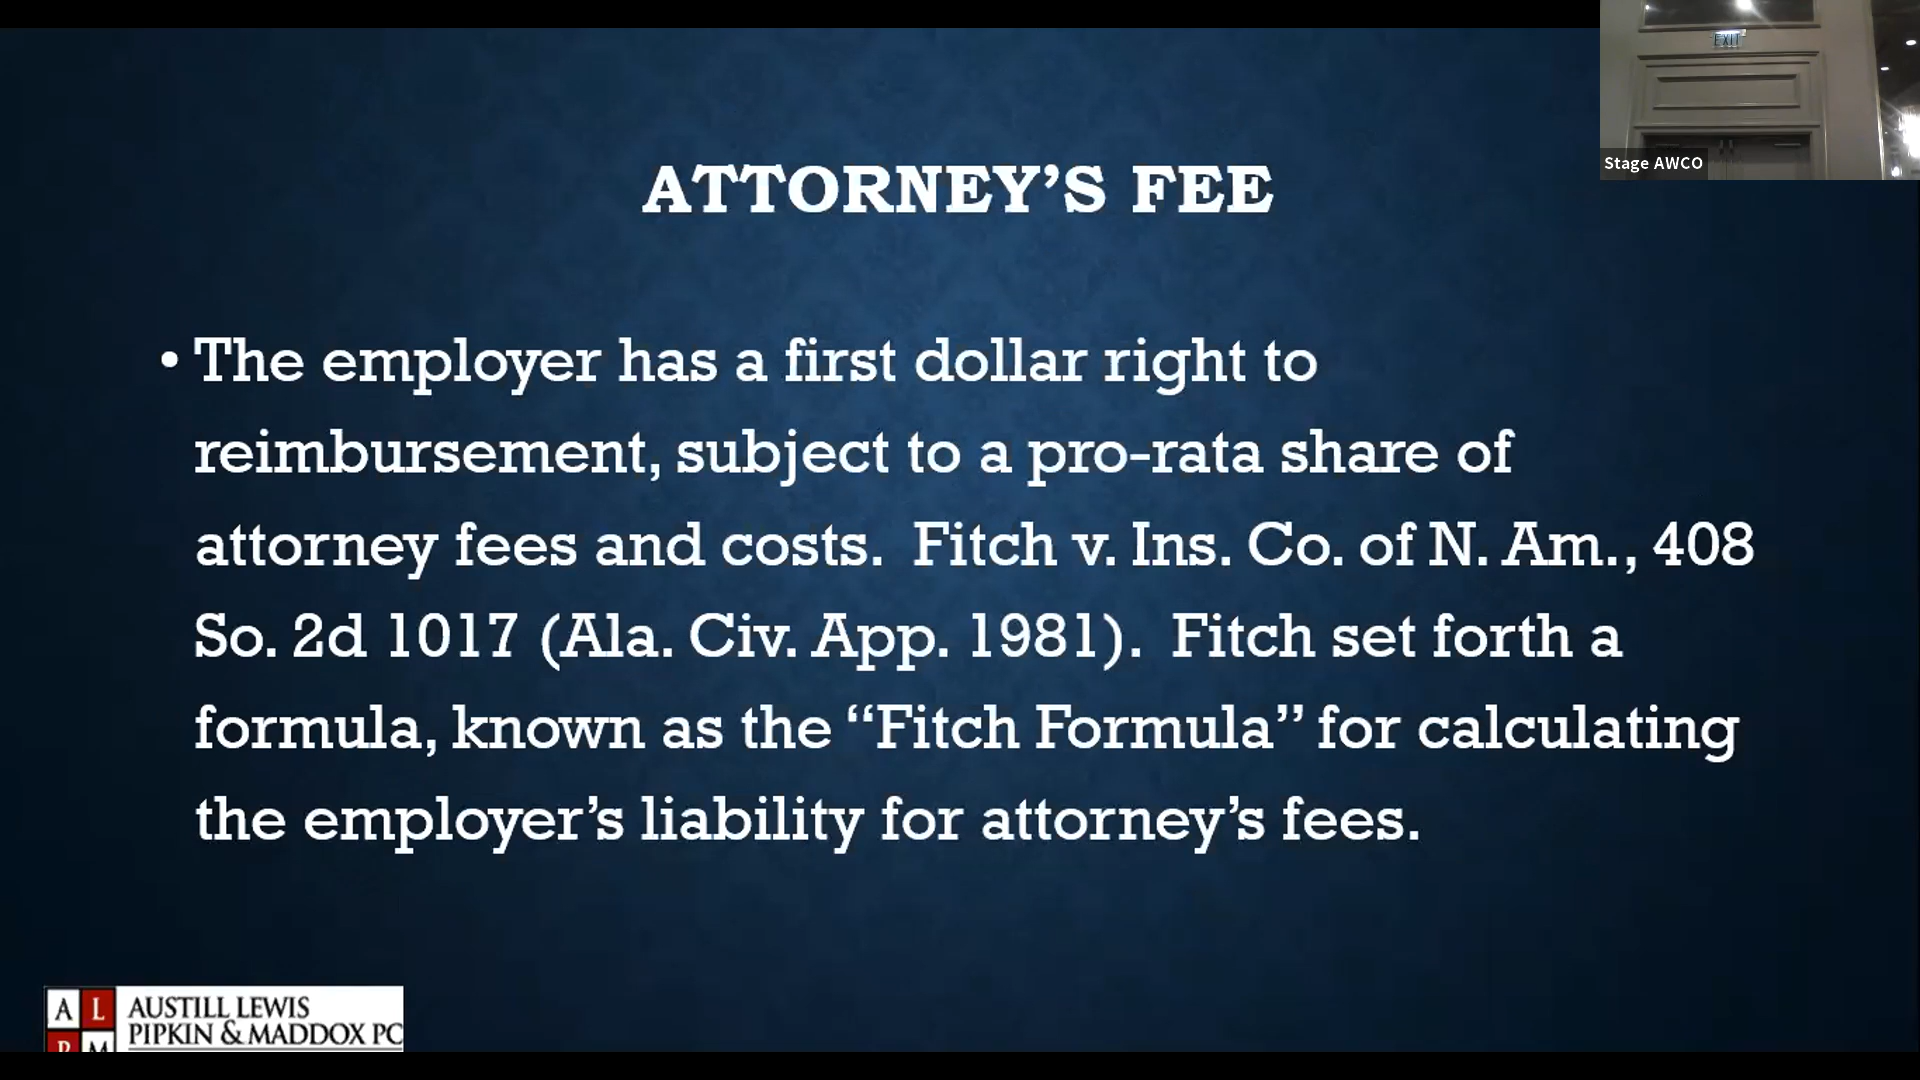 EXIT
Stage AWCO
ATTORNEY’S FEE
• The employer has a first dollar right to
reimbursement, subject to a pro-rata share of
attorney fees and costs.  Fitch v. Ins. Co. of N. Am., 408
So. 2d 1017 (Ala. Civ. App. 1981).  Fitch set forth a
formula, known as the “Fitch Formula” for calculating
the employer’s liability for attorney’s fees.
A L
P M
AUSTILL LEWIS
PIPKIN & MADDOX PC